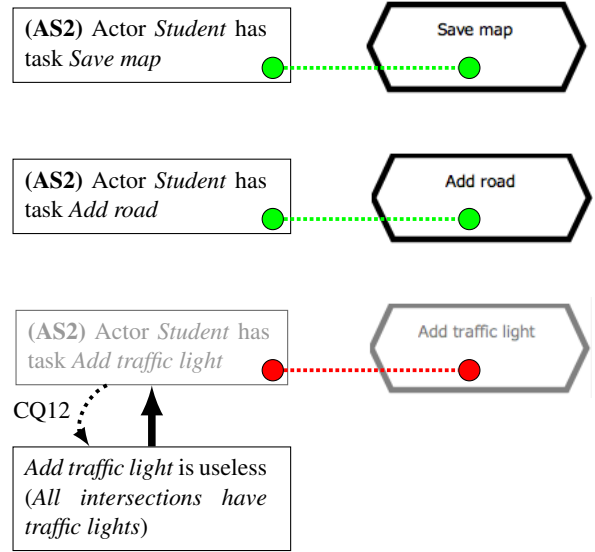 (AS2) Actor Student has
task Save map
Save map
(AS2) Actor Student has
task Add road
Add road
(AS2) Actor Student has
task Add traffic light
Add traffic light
CQ12
Add traffic light is useless
(All intersections have
traffic lights)